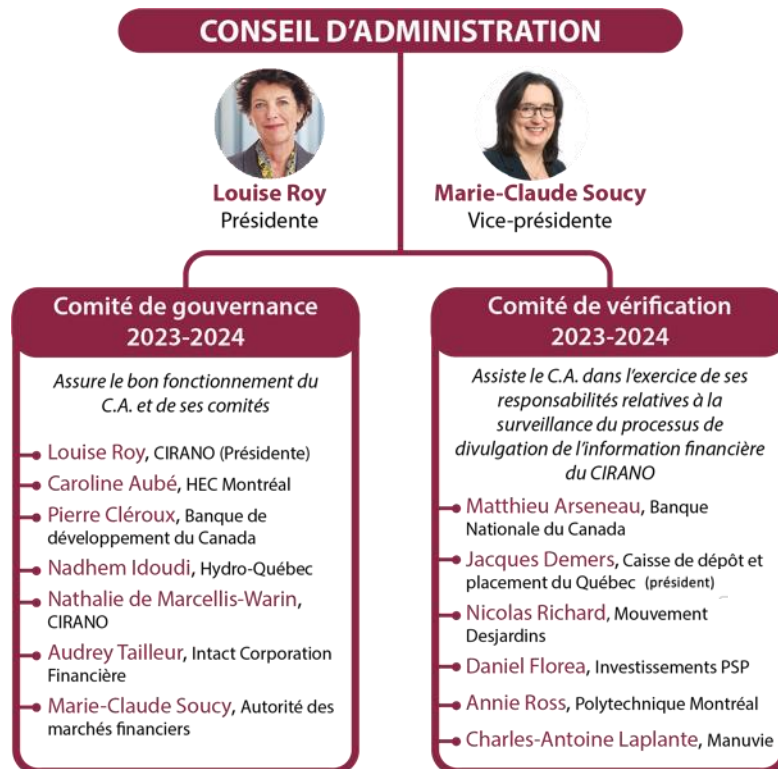 CONSEIL D’ADMINISTRATION
Louise Roy
Présidente
Marie-Claude Soucy
Vice-présidente
Comité de gouvernance
2023-2024
Assure le bon fonctionnement du
C.A. et de ses comités
Louise Roy, CIRANO (Présidente)
Caroline Aubé, HEC Montréal
Pierre Cléroux, Banque de
développement du Canada
Nadhem Idoudi, Hydro-Québec
Nathalie de Marcellis-Warin,
CIRANO
Audrey Tailleur, Intact Corporation
Financière
Marie-Claude Soucy, Autorité des
marchés financiers
Comité de vérification
2023-2024
Assiste le C.A. dans l’exercice de ses
responsabilités relatives à la
surveillance du processus de
divulgation de l’information financière
du CIRANO
Matthieu Arseneau, Banque
Nationale du Canada
Jacques Demers, Caisse de dépôt et
placement du Québec (président)
Nicolas Richard, Mouvement
Desjardins
Daniel Florea, Investissements PSP
Annie Ross, Polytechnique Montréal
Charles-Antoine Laplante, Manuvie